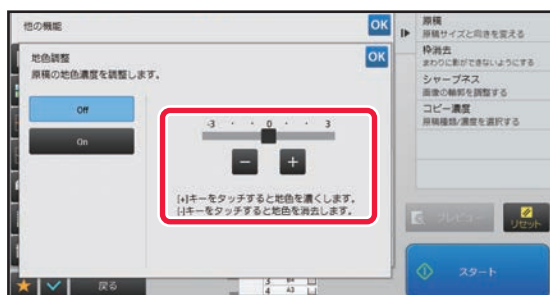 他の機能
OK
地色調整
原稿の地色濃度を調整します。
OK
Off
On
-3 ・ ・ 0 ・ ・ 3
[+]キーをタッチすると地色を濃くします。
[-]キーをタッチすると地色を消去します。
戻る
3 B4
4 A3
原稿
原稿サイズと向きを変える
枠消去
まわりに影ができないようにする
シャープネス
画像の輪郭を調整する
コピー濃度
原稿種類/濃度を選択する
プレビュー
リセット
スタート